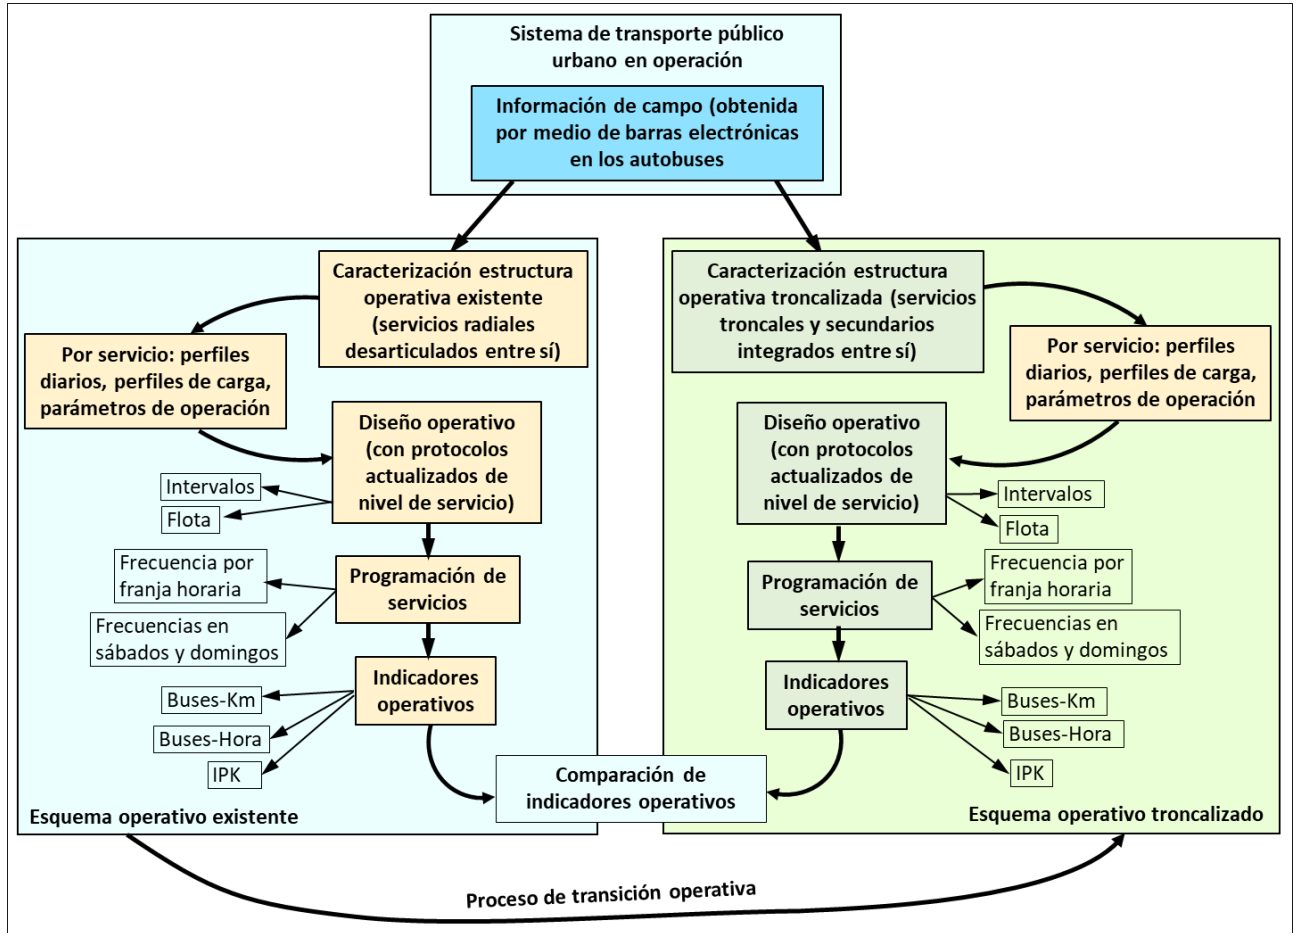 Sistema de transporte público
urbano en operación
Información de campo (obtenida
por medio de barras electrónicas
en los autobuses
Caracterización estructura
operativa existente
(servicios radiales
desarticulados entre sí)
Por servicio: perfiles
diarios, perfiles de carga,
parámetros de operación
Diseño operativo
(con protocolos
actualizados de
nivel de servicio)
Intervalos
Flota
Programación de
servicios
Frecuencia por
franja horaria
Frecuencias en
sábados y domingos
Indicadores
operativos
Buses-Km
Buses-Hora
IPK
Esquema operativo existente
Caracterización estructura
operativa troncalizada (servicios
troncales y secundarios
integrados entre sí)
Por servicio: perfiles
diarios, perfiles de carga,
parámetros de operación
Diseño operativo
(con protocolos
actualizados de
nivel de servicio)
Intervalos
Flota
Programación de
servicios
Frecuencia por
franja horaria
Frecuencias en
sábados y domingos
Indicadores
operativos
Buses-Km
Buses-Hora
IPK
Esquema operativo troncalizado
Comparación de
indicadores operativos
Proceso de transición operativa